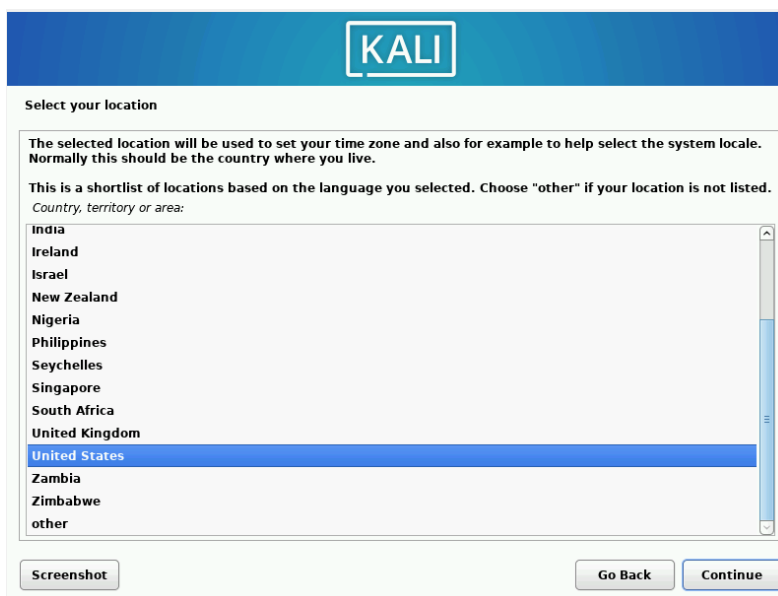 KALI
Select your location
The selected location will be used to set your time zone and also for example to help select the system locale.
Normally this should be the country where you live.
This is a shortlist of locations based on the language you selected. Choose "other" if your location is not listed.
Country, territory or area:
India
Ireland
Israel
New Zealand
Nigeria
Philippines
Seychelles
Singapore
South Africa
United Kingdom
United States
Zambia
Zimbabwe
other
Screenshot
Go Back
Continue